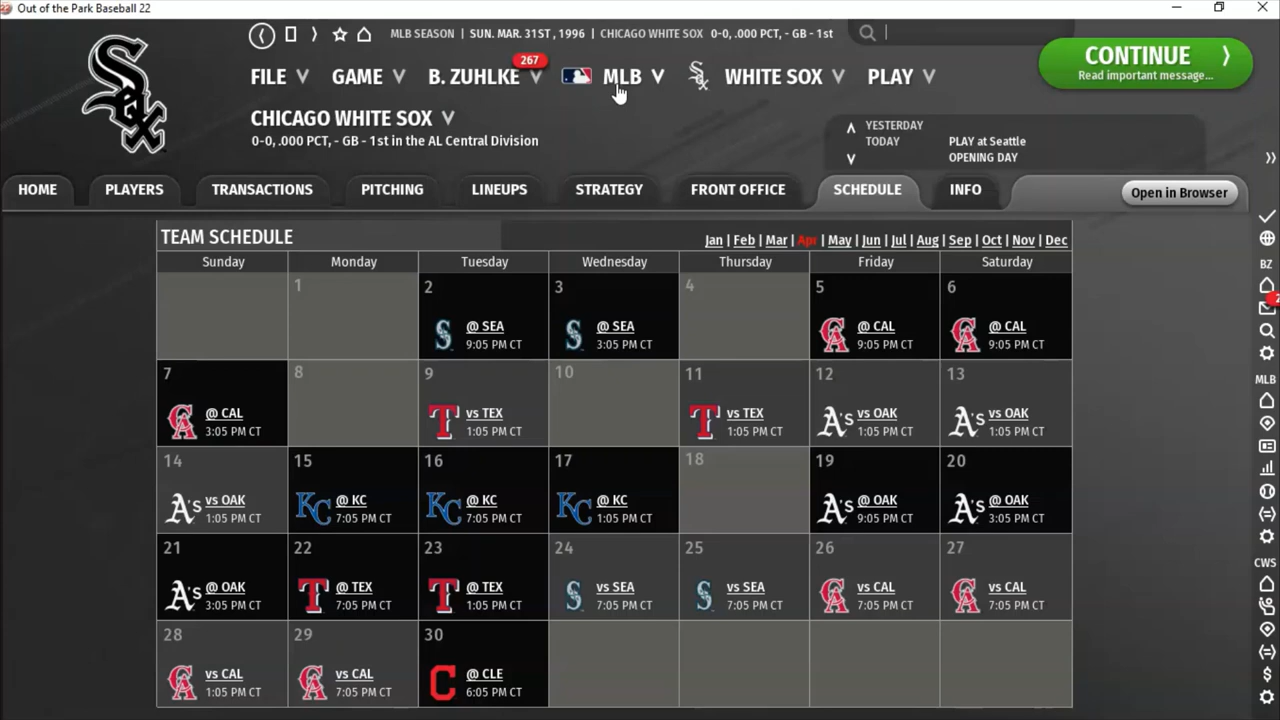 Out of the Park Baseball 22
MLB SEASON | SUN. MAR. 31ST, 1996 | CHICAGO WHITE SOX 0-0, .000 PCT, - GB - 1st
CONTINUE
Read important message...
267
FILE GAME B. ZUHLKE MLB WHITE SOX PLAY
CHICAGO WHITE SOX
0-0, .000 PCT, - GB - 1st in the AL Central Division
YESTERDAY
TODAY PLAY at Seattle
OPENING DAY
HOME PLAYERS TRANSACTIONS PITCHING LINEUPS STRATEGY FRONT OFFICE SCHEDULE INFO Open in Browser
TEAM SCHEDULE
Jan | Feb | Mar | Apr | May | Jun | Jul | Aug | Sep | Oct | Nov | Dec
Sunday Monday Tuesday Wednesday Thursday Friday Saturday
1 2 3 4 5 6
@ SEA @ SEA @ CAL @ CAL
9:05 PM CT 3:05 PM CT 9:05 PM CT 9:05 PM CT
7 8 9 10 11 12 13
@ CAL vs TEX vs TEX vs OAK vs OAK
3:05 PM CT 1:05 PM CT 1:05 PM CT 1:05 PM CT 1:05 PM CT
14 15 16 17 18 19 20
vs OAK @ KC @ KC @ KC @ OAK @ OAK
1:05 PM CT 7:05 PM CT 7:05 PM CT 1:05 PM CT 9:05 PM CT 3:05 PM CT
21 22 23 24 25 26 27
@ OAK @ TEX @ TEX vs SEA vs SEA vs CAL vs CAL
3:05 PM CT 7:05 PM CT 1:05 PM CT 7:05 PM CT 7:05 PM CT 7:05 PM CT 7:05 PM CT
28 29 30
vs CAL vs CAL @ CLE
1:05 PM CT 7:05 PM CT 6:05 PM CT
BZ
2
MLB
CWS